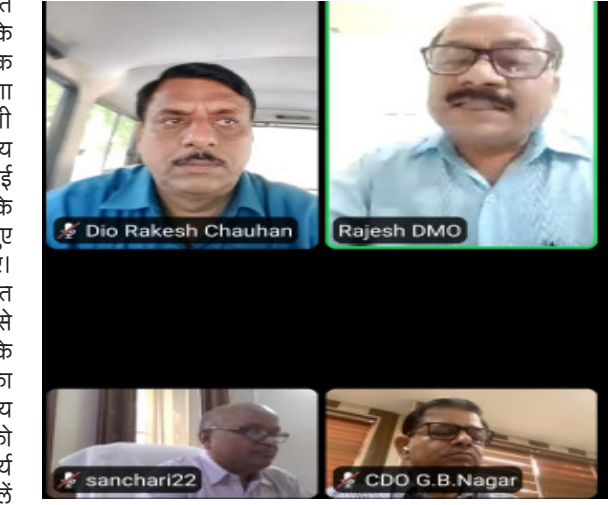 त
के
क
य
ई
के
त
से
के
का
य
को
र्य
लें
Dio Rakesh Chauhan
Rajesh DMO
sanchari22
CDO G.B.Nagar